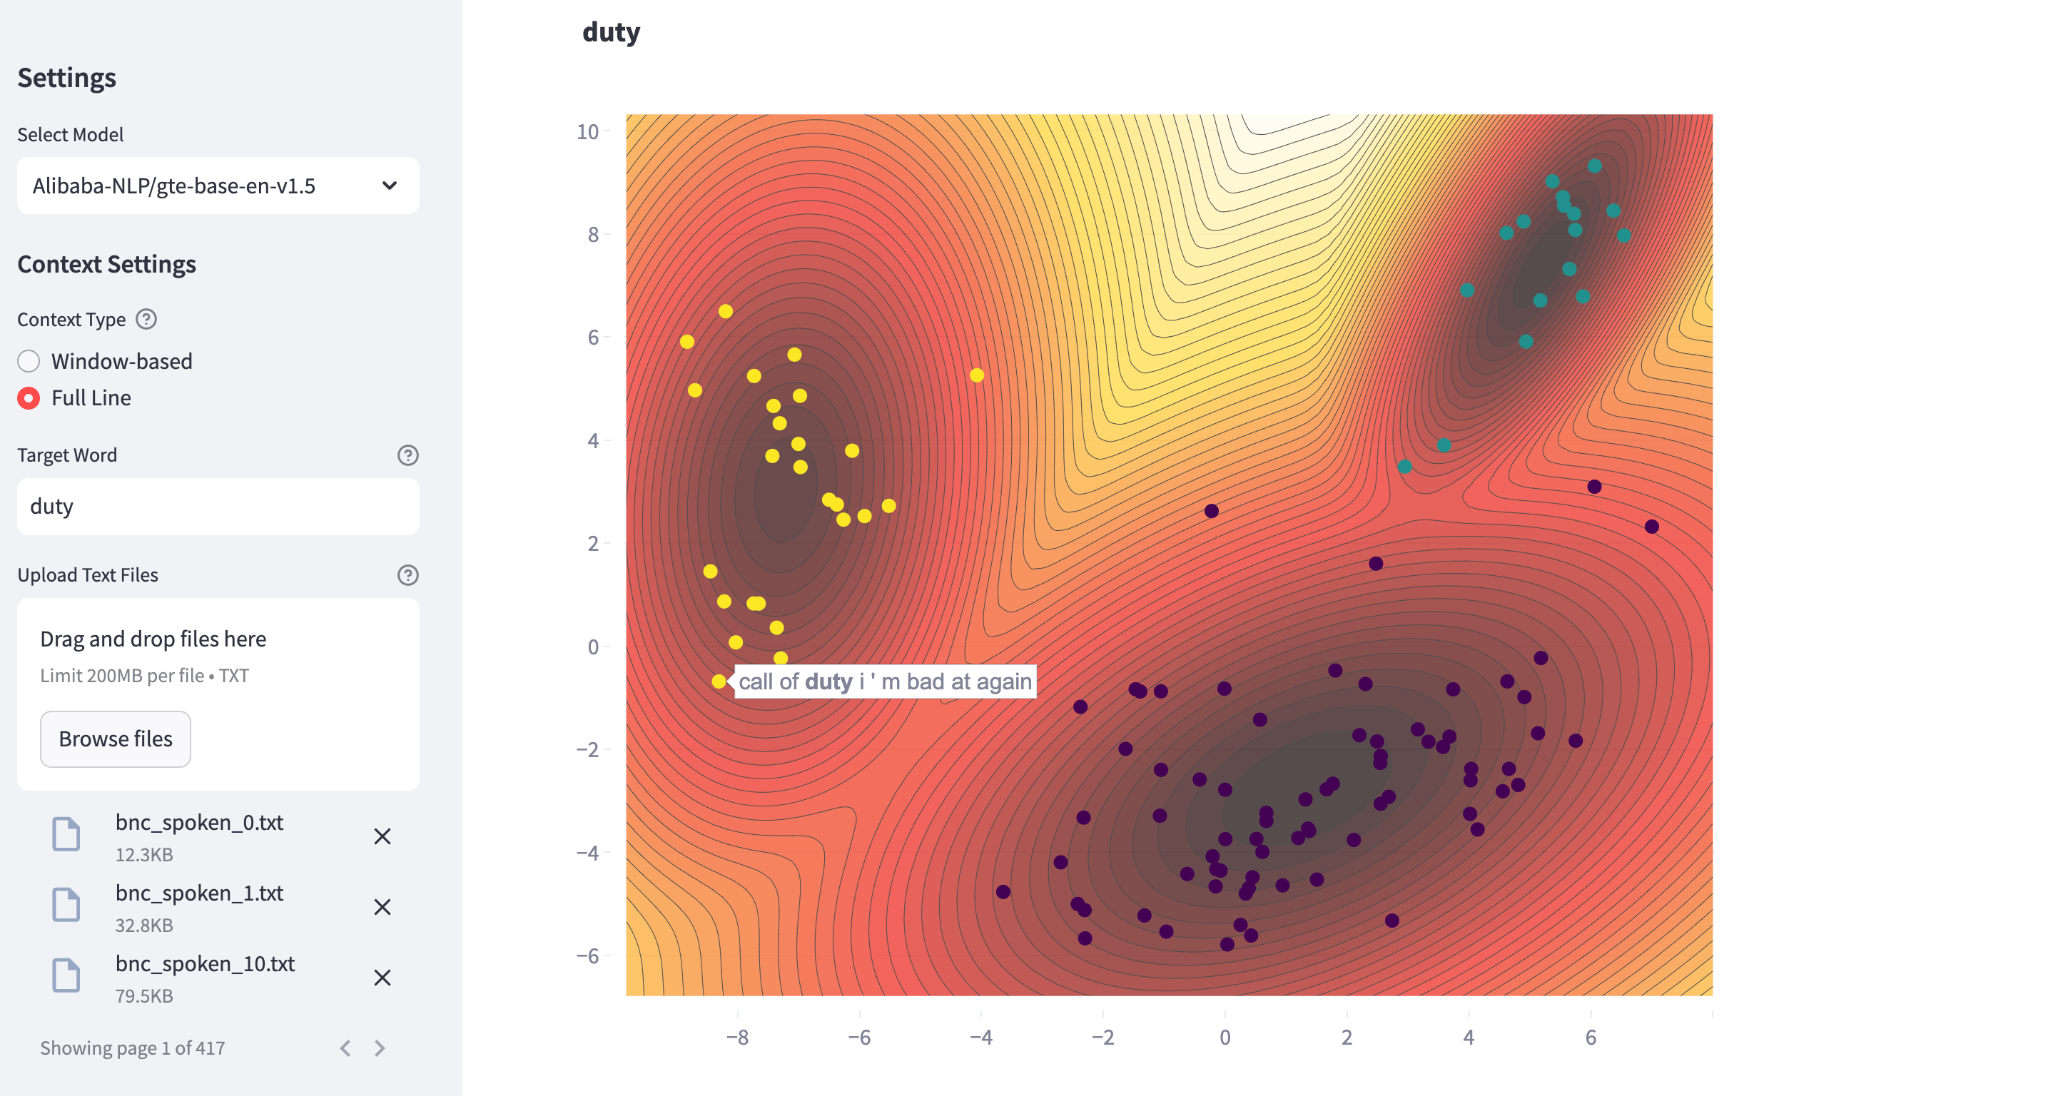 Settings
Select Model
Alibaba-NLP/gte-base-en-v1.5
Context Settings
Context Type
Window-based
Full Line
Target Word
duty
Upload Text Files
Drag and drop files here
Limit 200MB per file • TXT
Browse files
bnc_spoken_0.txt
12.3KB
bnc_spoken_1.txt
32.8KB
bnc_spoken_10.txt
79.5KB
Showing page 1 of 417
duty
10
8
6
4
2
0
−2
−4
−6
call of duty i ' m bad at again
−8 −6 −4 −2 0 2 4 6